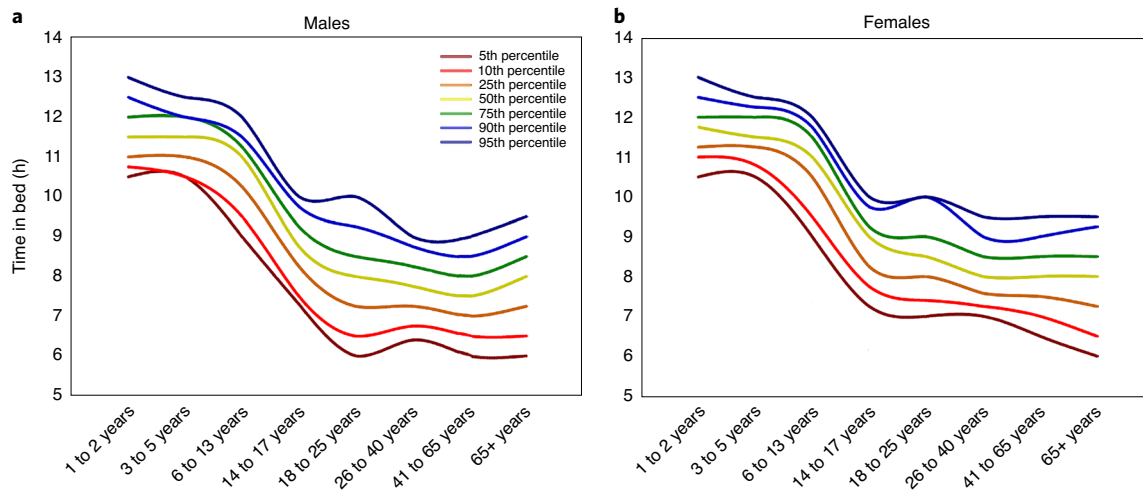 a
Males
Time in bed (h)
14
13
12
11
10
9
8
7
6
5
5th percentile
10th percentile
25th percentile
50th percentile
75th percentile
90th percentile
95th percentile
1 to 2 years
3 to 5 years
6 to 13 years
14 to 17 years
18 to 25 years
26 to 40 years
41 to 65 years
65+ years
b
Females
14
13
12
11
10
9
8
7
6
5
1 to 2 years
3 to 5 years
6 to 13 years
14 to 17 years
18 to 25 years
26 to 40 years
41 to 65 years
65+ years